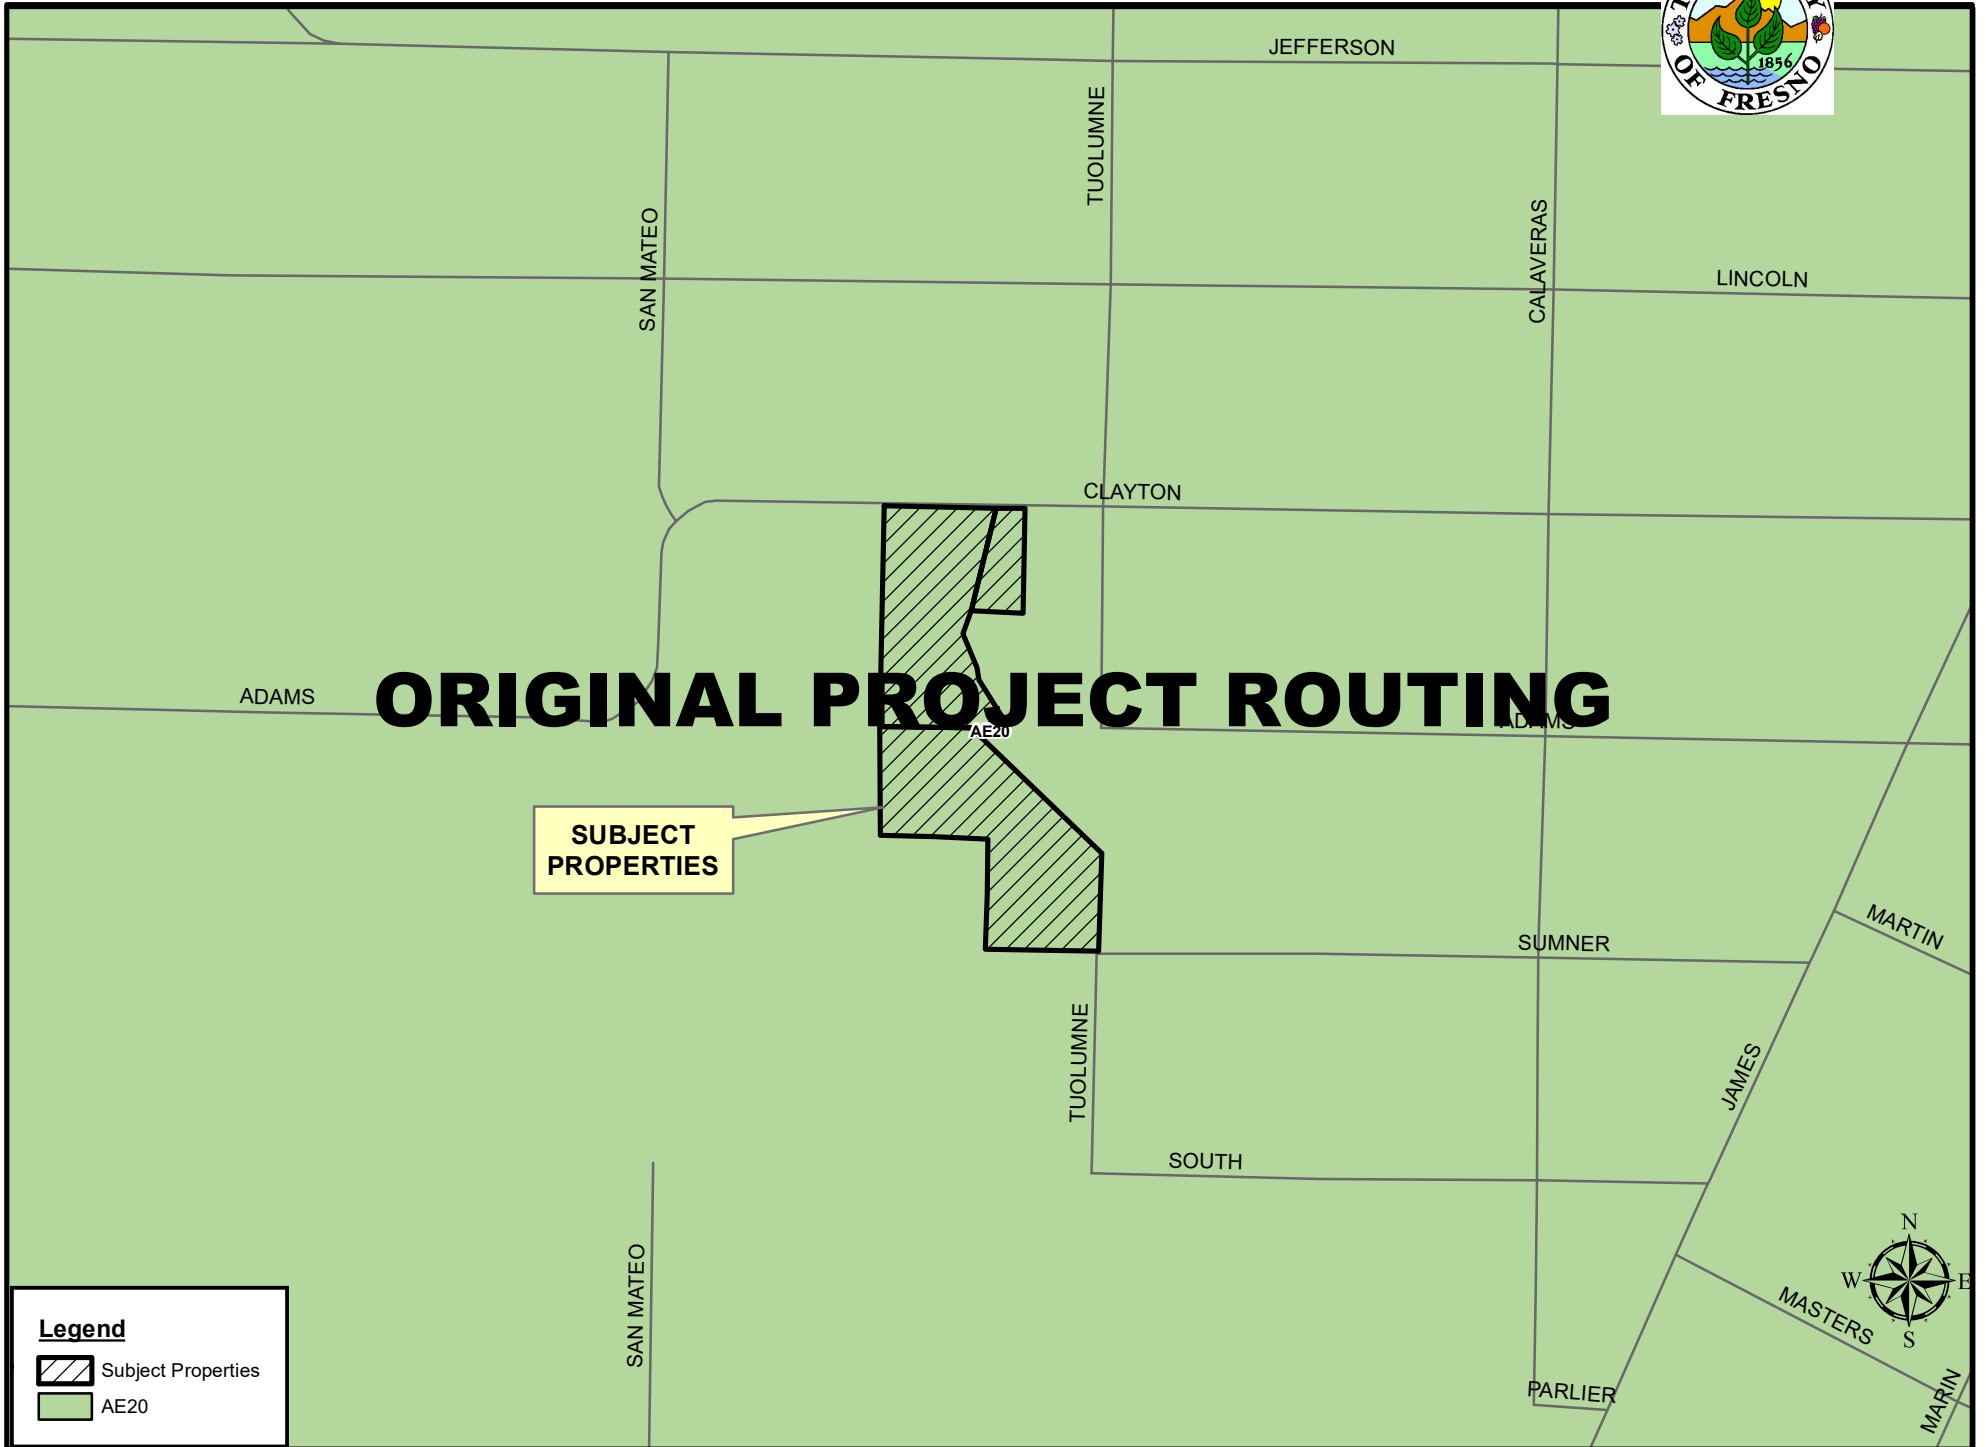 JEFFERSON
1856
OF FRESNO
TUOLUMNE
SAN MATEO
CALAVERAS
LINCOLN
CLAYTON
ADAMS
ORIGINAL PROJECT ROUTING
ADAMS
AE20
SUBJECT
PROPERTIES
MARTIN
SUMNER
TUOLUMNE
JAMES
SOUTH
N
W
E
S
SAN MATEO
MASTERS
PARLIER
MARIN
Legend
Subject Properties
AE20